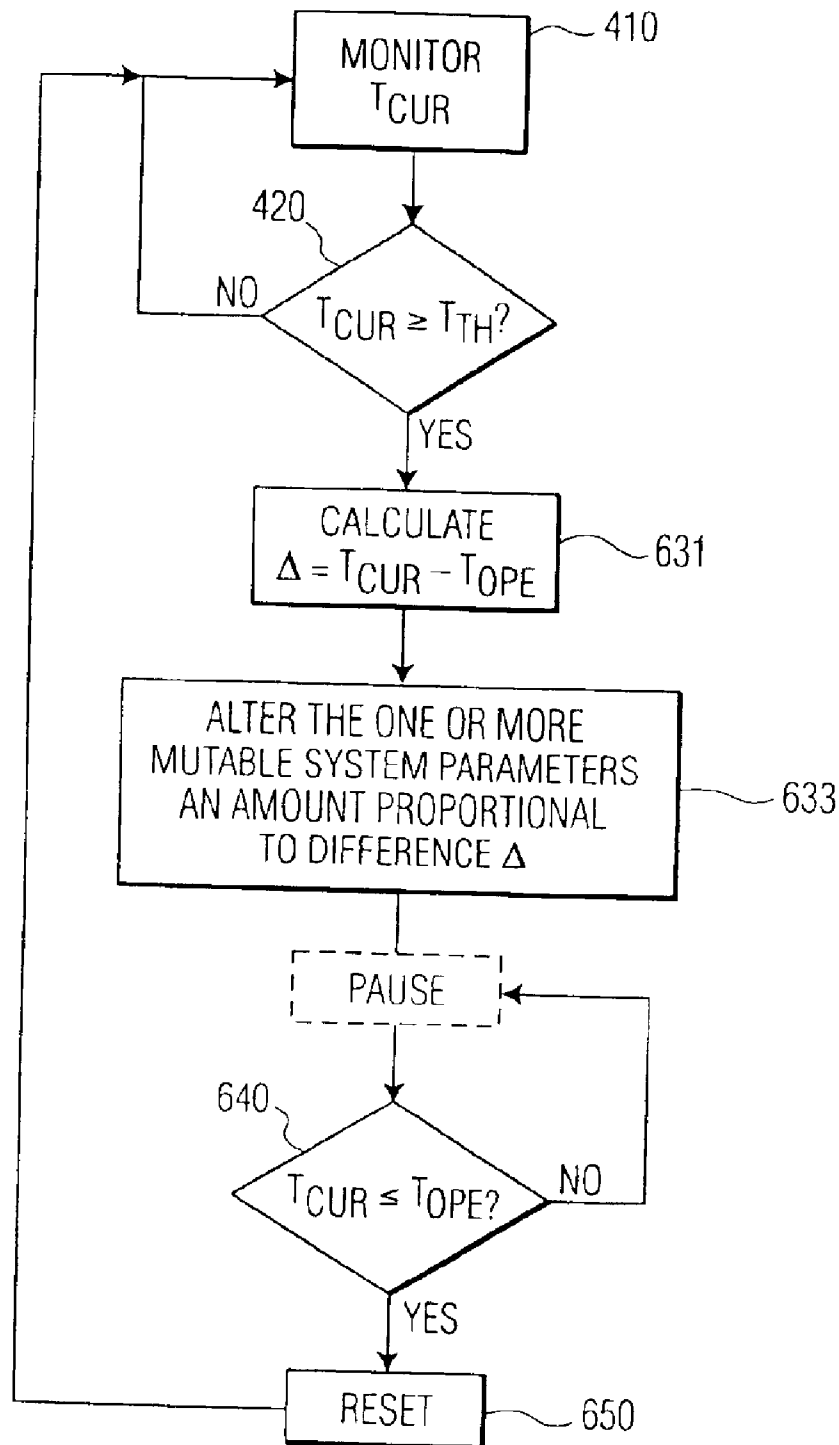 MONITOR
TCUR
410
420
NO
TCUR ≥ TTH?
YES
CALCULATE
Δ = TCUR – TOPE
631
ALTER THE ONE OR MORE
MUTABLE SYSTEM PARAMETERS
AN AMOUNT PROPORTIONAL
TO DIFFERENCE Δ
633
PAUSE
640
TCUR ≤ TOPE?
NO
YES
RESET
650